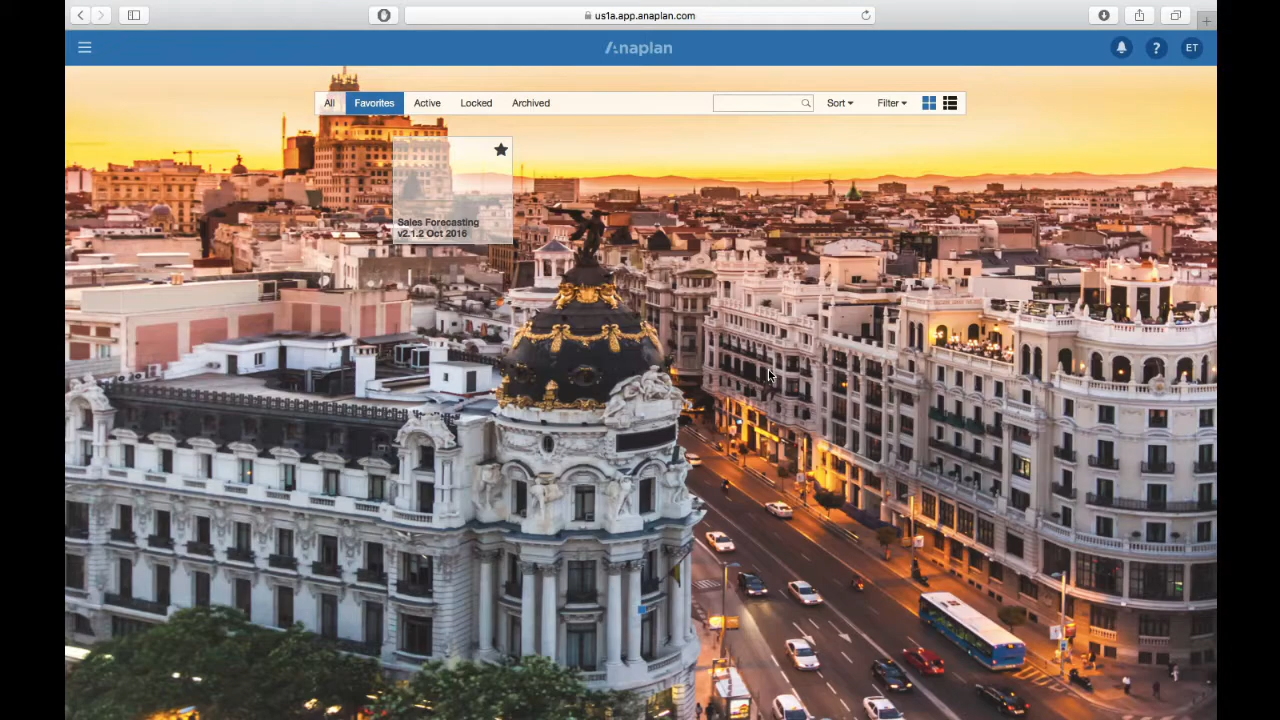 us1a.app.anaplan.com
Anaplan
?
ET
All
Favorites
Active
Locked
Archived
Sort
Filter
Sales Forecasting
v2.1.2 Oct 2016